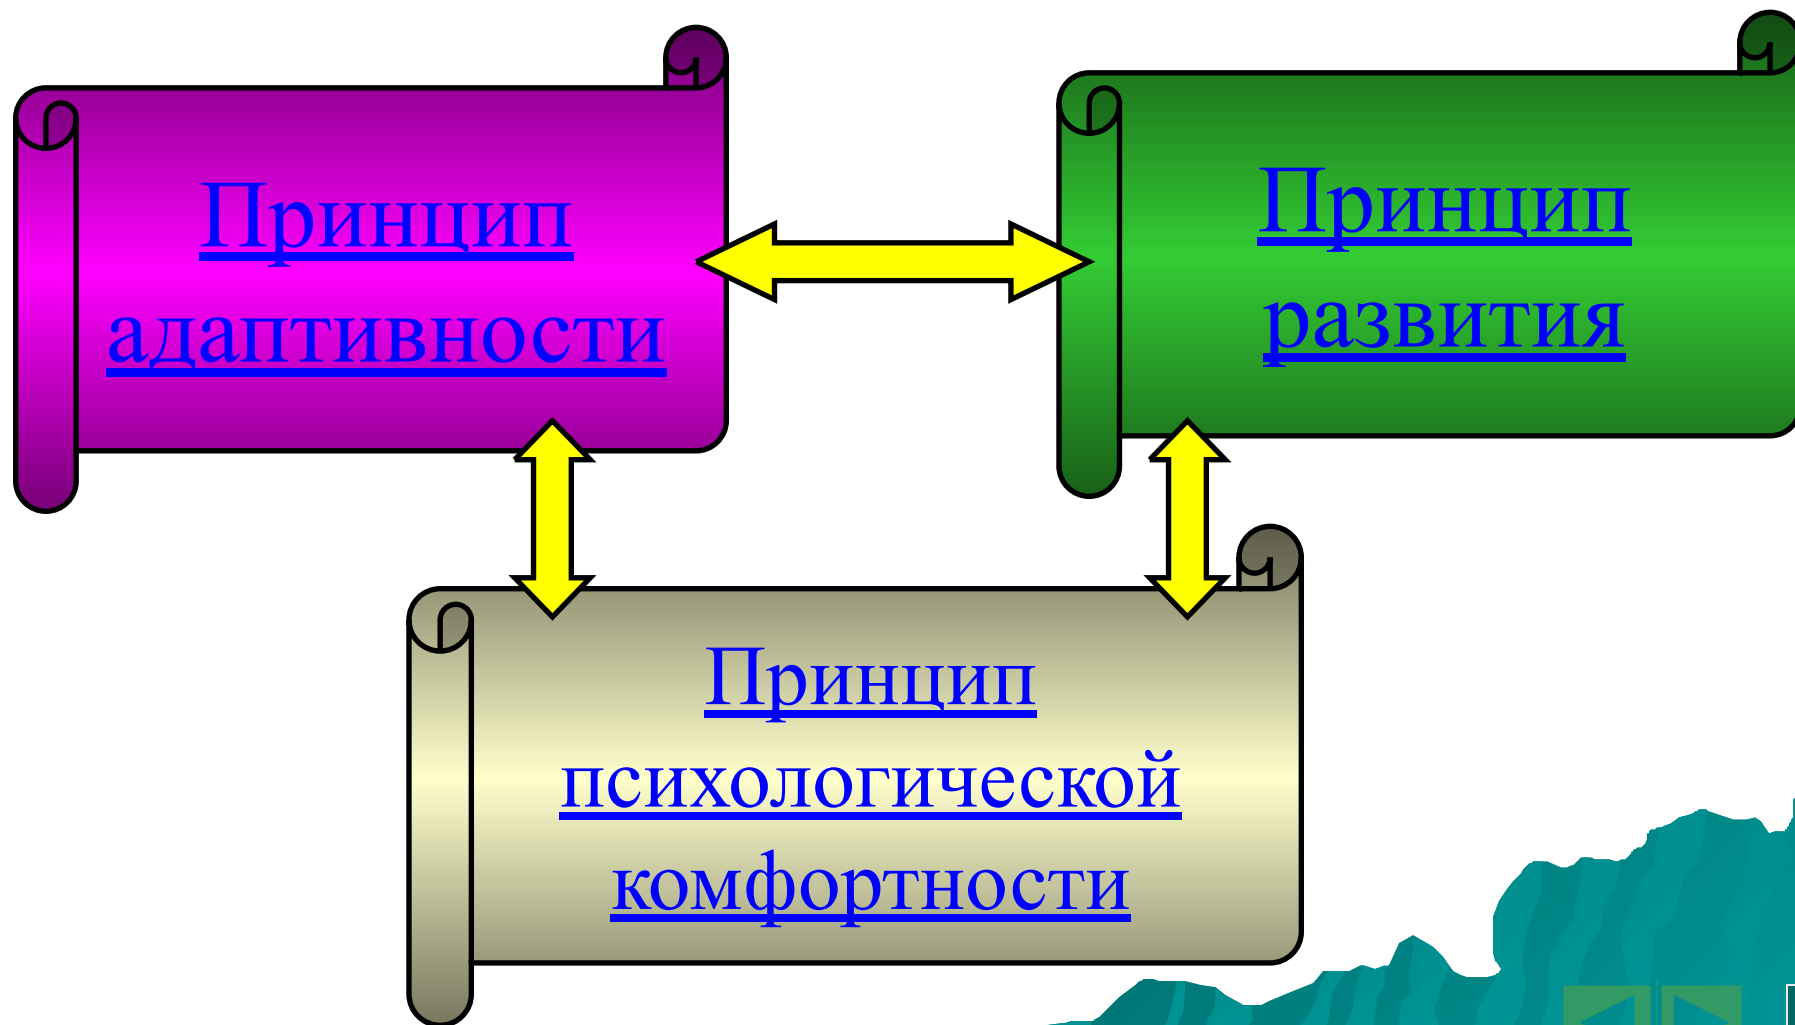 Принцип
адаптивности
Принцип
развития
Принцип
психологической
комфортности